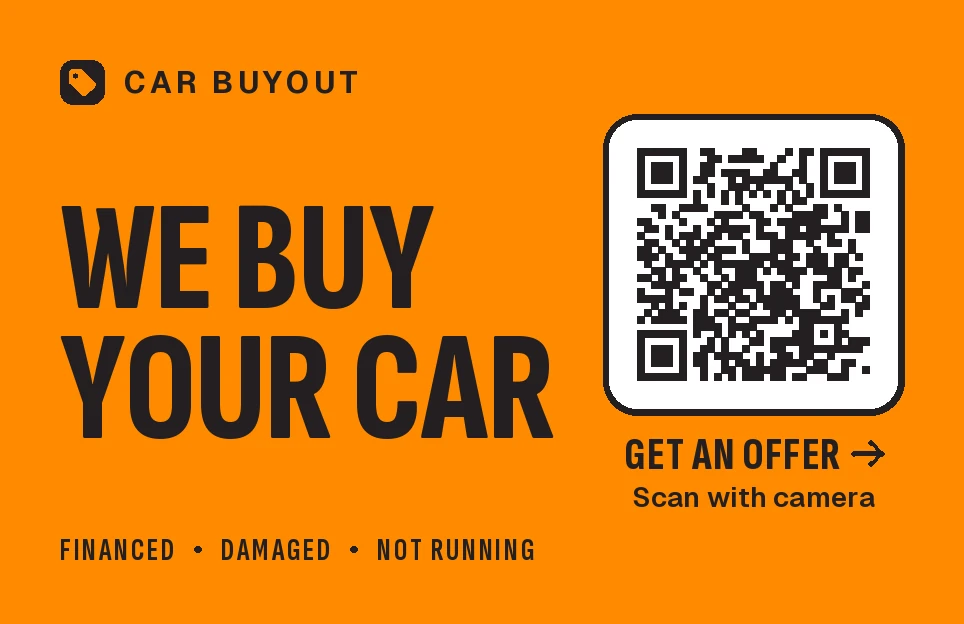 CAR BUYOUT
WE BUY
YOUR CAR
GET AN OFFER →
Scan with camera
FINANCED • DAMAGED • NOT RUNNING